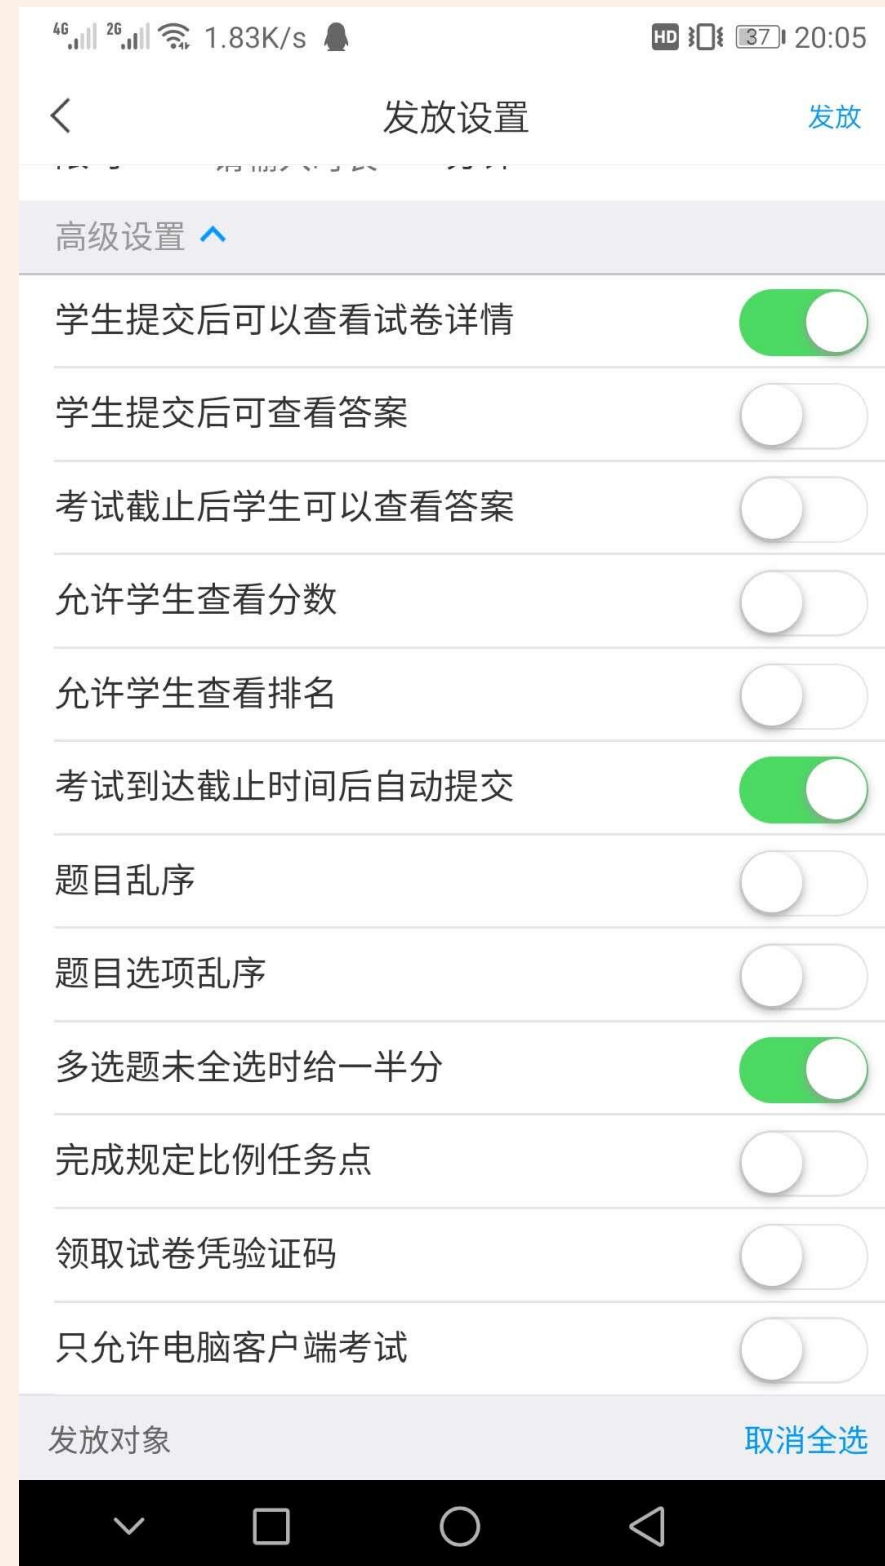 4G 2G 1.83K/s HD 37 20:05
发放设置 发放
高级设置
学生提交后可以查看试卷详情
学生提交后可查看答案
考试截止后学生可以查看答案
允许学生查看分数
允许学生查看排名
考试到达截止时间后自动提交
题目乱序
题目选项乱序
多选题未全选时给一半分
完成规定比例任务点
领取试卷凭验证码
只允许电脑客户端考试
发放对象 取消全选